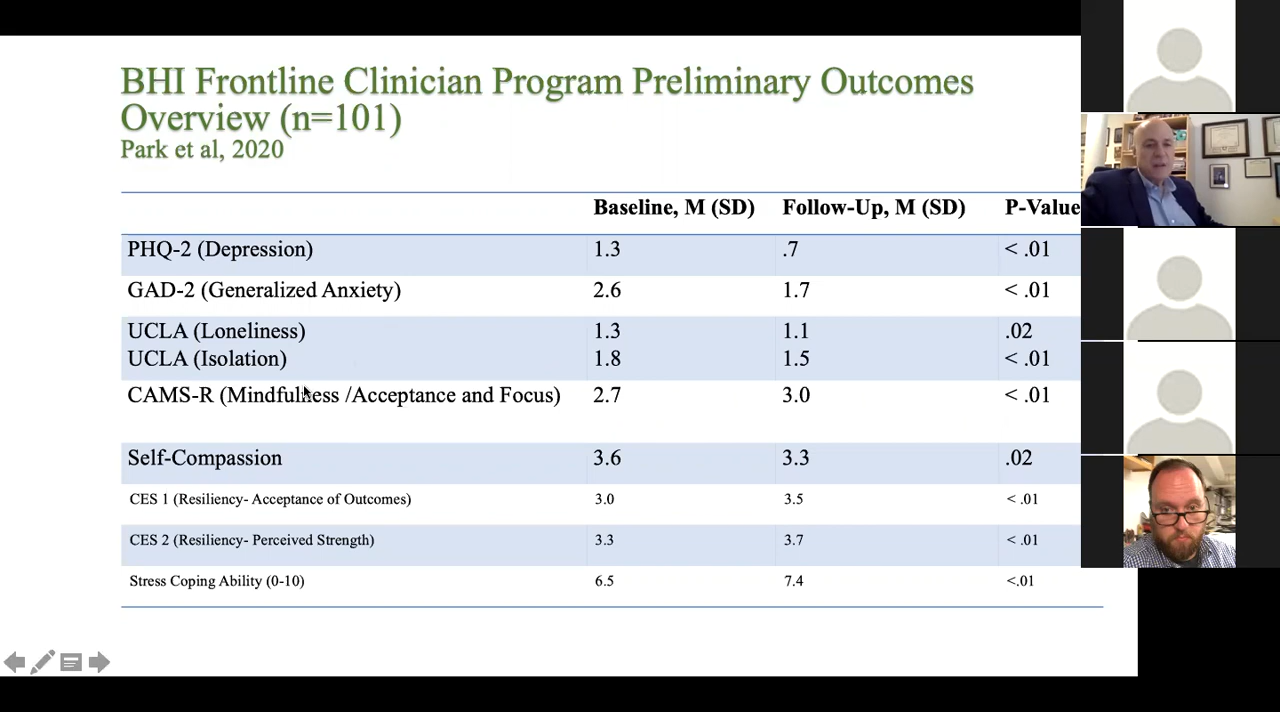 BHI Frontline Clinician Program Preliminary Outcomes
Overview (n=101)
Park et al, 2020
Baseline, M (SD) Follow-Up, M (SD) P-Value
PHQ-2 (Depression) 1.3 .7 < .01
GAD-2 (Generalized Anxiety) 2.6 1.7 < .01
UCLA (Loneliness) 1.3 1.1 .02
UCLA (Isolation) 1.8 1.5 < .01
CAMS-R (Mindfulness /Acceptance and Focus) 2.7 3.0 < .01
Self-Compassion 3.6 3.3 .02
CES 1 (Resiliency- Acceptance of Outcomes) 3.0 3.5 < .01
CES 2 (Resiliency- Perceived Strength) 3.3 3.7 < .01
Stress Coping Ability (0-10) 6.5 7.4 <.01